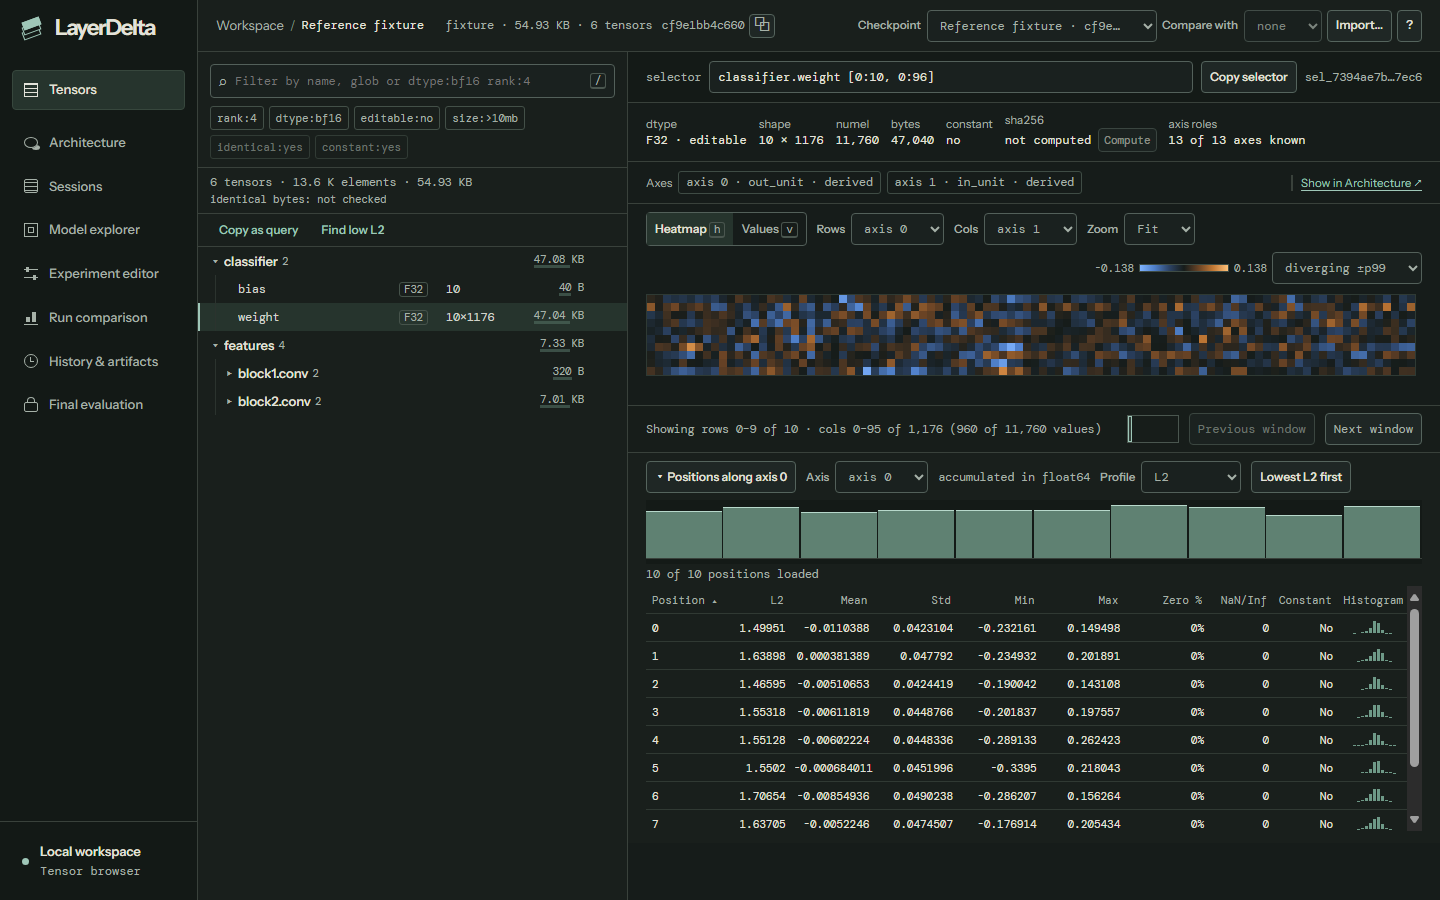 LayerDelta
Workspace / Reference fixture fixture · 54.93 KB · 6 tensors cf9e1bb4c660
Checkpoint Reference fixture · cf9e… Compare with none Import… ?
Tensors
Architecture
Sessions
Model explorer
Experiment editor
Run comparison
History & artifacts
Final evaluation
Local workspace
Tensor browser
Filter by name, glob or dtype:bf16 rank:4 /
rank:4 dtype:bf16 editable:no size:>10mb
identical:yes constant:yes
6 tensors · 13.6 K elements · 54.93 KB
identical bytes: not checked
Copy as query Find low L2
classifier 2 47.08 KB
bias F32 10 40 B
weight F32 10×1176 47.04 KB
features 4 7.33 KB
block1.conv 2 320 B
block2.conv 2 7.01 KB
selector classifier.weight [0:10, 0:96] Copy selector sel_7394ae7b…7ec6
dtype shape numel bytes constant sha256 axis roles
F32 · editable 10 × 1176 11,760 47,040 no not computed Compute 13 of 13 axes known
Axes axis 0 · out_unit · derived axis 1 · in_unit · derived Show in Architecture ↗
Heatmap h Values v Rows axis 0 Cols axis 1 Zoom Fit
-0.138 0.138 diverging ±p99
Showing rows 0–9 of 10 · cols 0–95 of 1,176 (960 of 11,760 values) Previous window Next window
Positions along axis 0 Axis axis 0 accumulated in float64 Profile L2 Lowest L2 first
10 of 10 positions loaded
Position L2 Mean Std Min Max Zero % NaN/Inf Constant Histogram
0 1.49951 -0.0110388 0.0423104 -0.232161 0.149498 0% 0 No
1 1.63898 0.000381389 0.047792 -0.234932 0.201891 0% 0 No
2 1.46595 -0.00510653 0.0424419 -0.190042 0.143108 0% 0 No
3 1.55318 -0.00611819 0.0448766 -0.201837 0.197557 0% 0 No
4 1.55128 -0.00602224 0.0448336 -0.289133 0.262423 0% 0 No
5 1.5502 -0.000684011 0.0451996 -0.3395 0.218043 0% 0 No
6 1.70654 -0.00854936 0.0490238 -0.286207 0.156264 0% 0 No
7 1.63705 -0.0052246 0.0474507 -0.176914 0.205434 0% 0 No